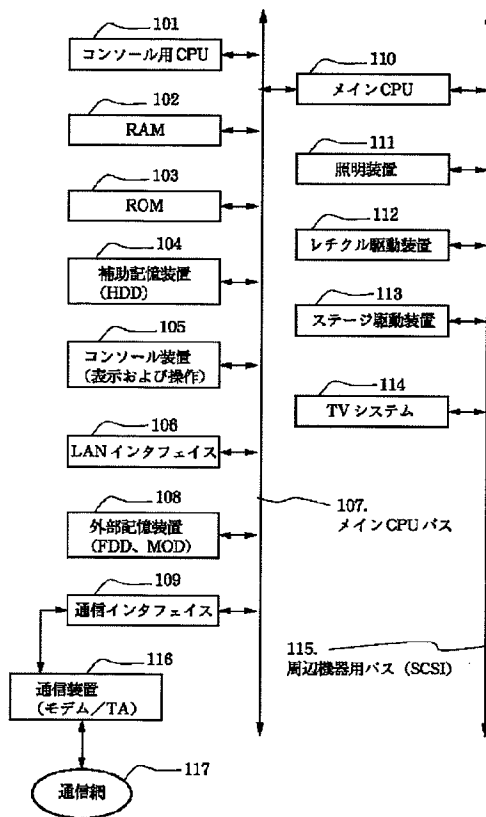 101
コンソール用CPU
102
RAM
103
ROM
104
補助記憶装置
(HDD)
105
コンソール装置
(表示および操作)
106
LANインタフェイス
108
外部記憶装置
(FDD、MOD)
109
通信インタフェイス
116
通信装置
(モデム/TA)
117
通信網
110
メインCPU
111
照明装置
112
レチクル駆動装置
113
ステージ駆動装置
114
TVシステム
107.
メインCPUバス
115.
周辺機器用バス (SCSI)